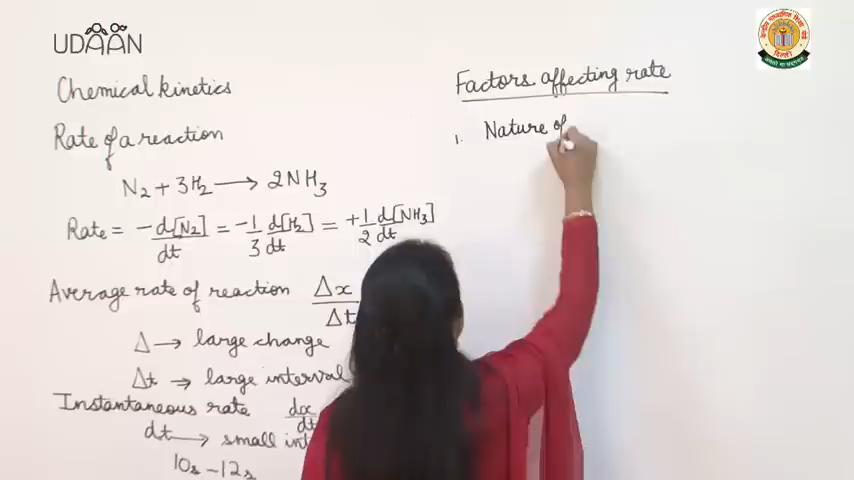 UDAAN
Chemical kinetics
Rate of a reaction
N₂ + 3H₂ ⟶ 2NH₃
Rate = -d[N₂]/dt = -1/3 d[H₂]/dt = +1/2 d[NH₃]/dt
Average rate of reaction Δx/Δt
Δ → large change
Δt → large interval
Instantaneous rate dx/dt
dt ⟶ small int
10s - 12s
Factors affecting rate
1. Nature of